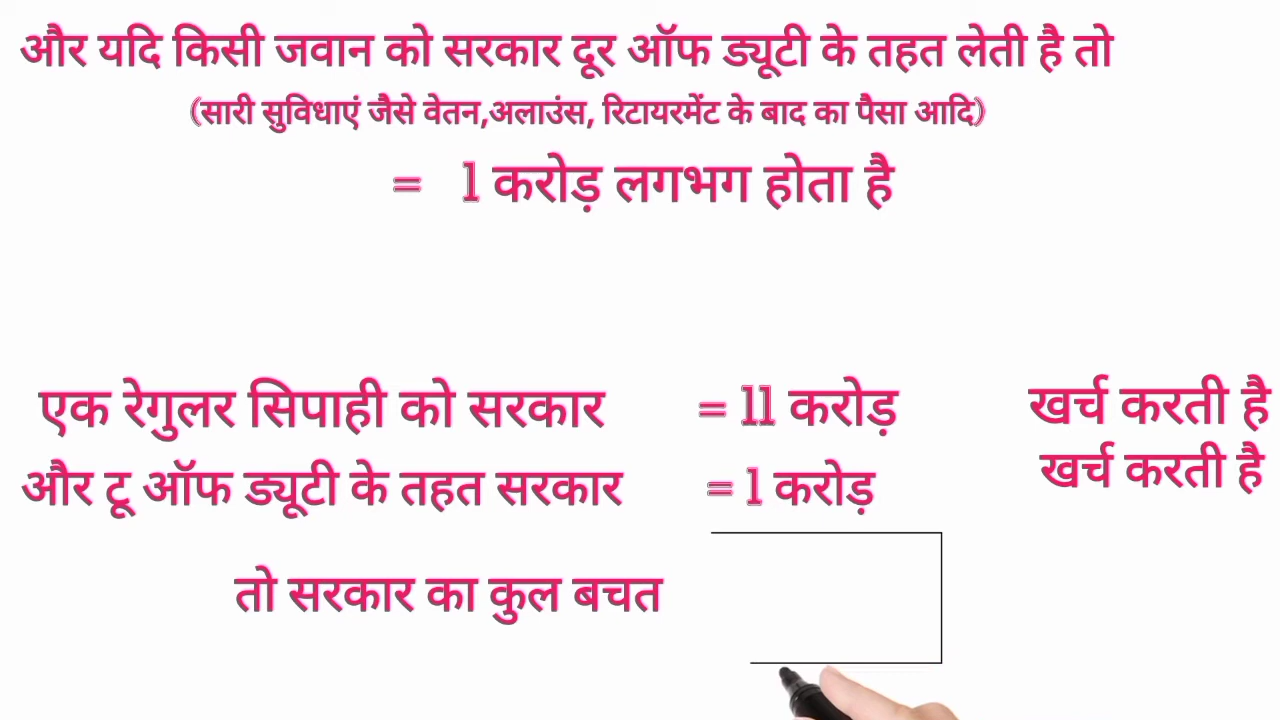 और यदि किसी जवान को सरकार दूर ऑफ ड्यूटी के तहत लेती है तो
(सारी सुविधाएं जैसे वेतन,अलाउंस, रिटायरमेंट के बाद का पैसा आदि)
= 1 करोड़ लगभग होता है
एक रेगुलर सिपाही को सरकार = 11 करोड़ खर्च करती है
और टू ऑफ ड्यूटी के तहत सरकार = 1 करोड़ खर्च करती है
तो सरकार का कुल बचत